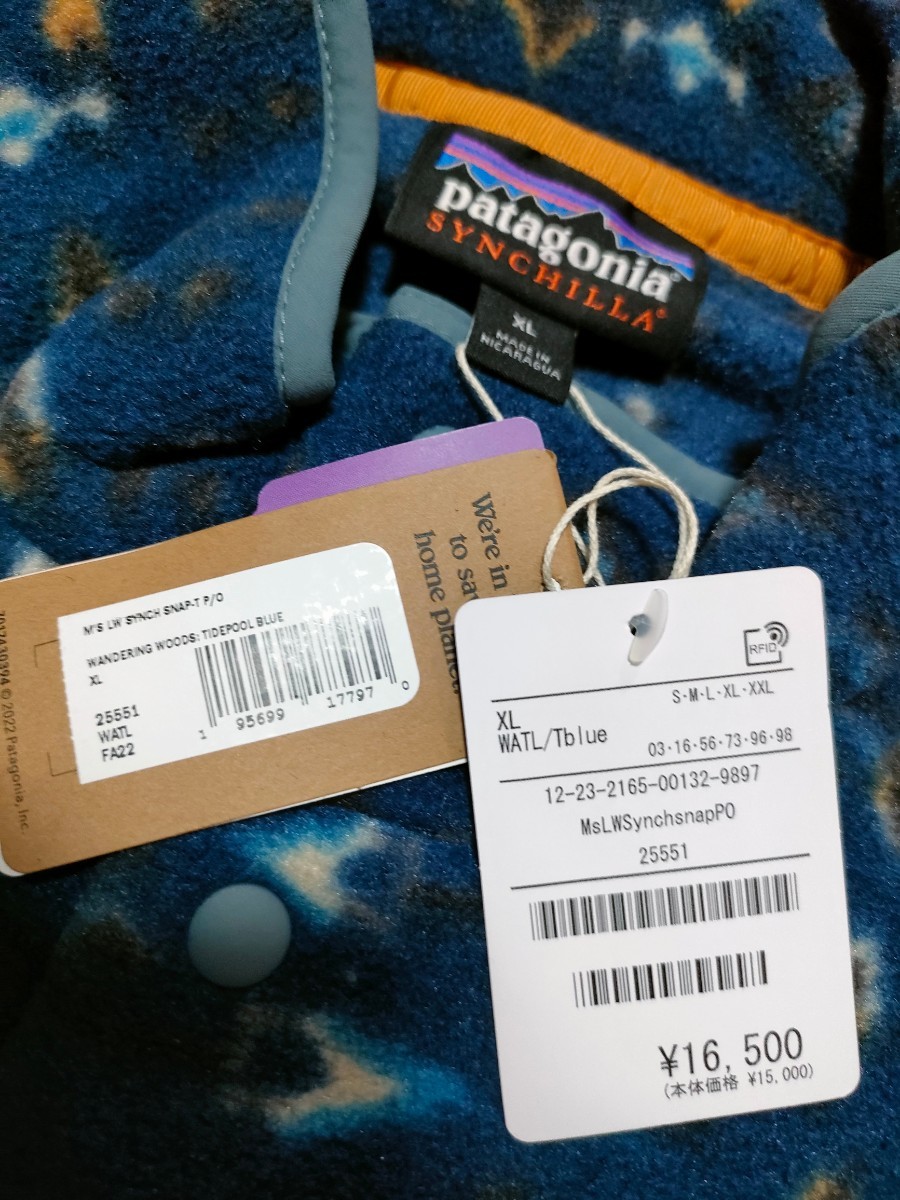 patagonia®
SYNCHILLA®
XL
MADE IN
NICARAGUA
We're in
to sa
home planet.
M'S LW SYNCH SNAP-T P/O
WANDERING WOODS: TIDEPOOL BLUE
XL
25551
WATL
FA22
1 95699 17797 0
© 2022 Patagonia, Inc.
RFID
S·M·L·XL·XXL
XL
WATL/Tblue
03·16·56·73·96·98
12-23-2165-00132-9897
MsLWSynchsnapPO
25551
¥16,500
(本体価格 ¥15,000)